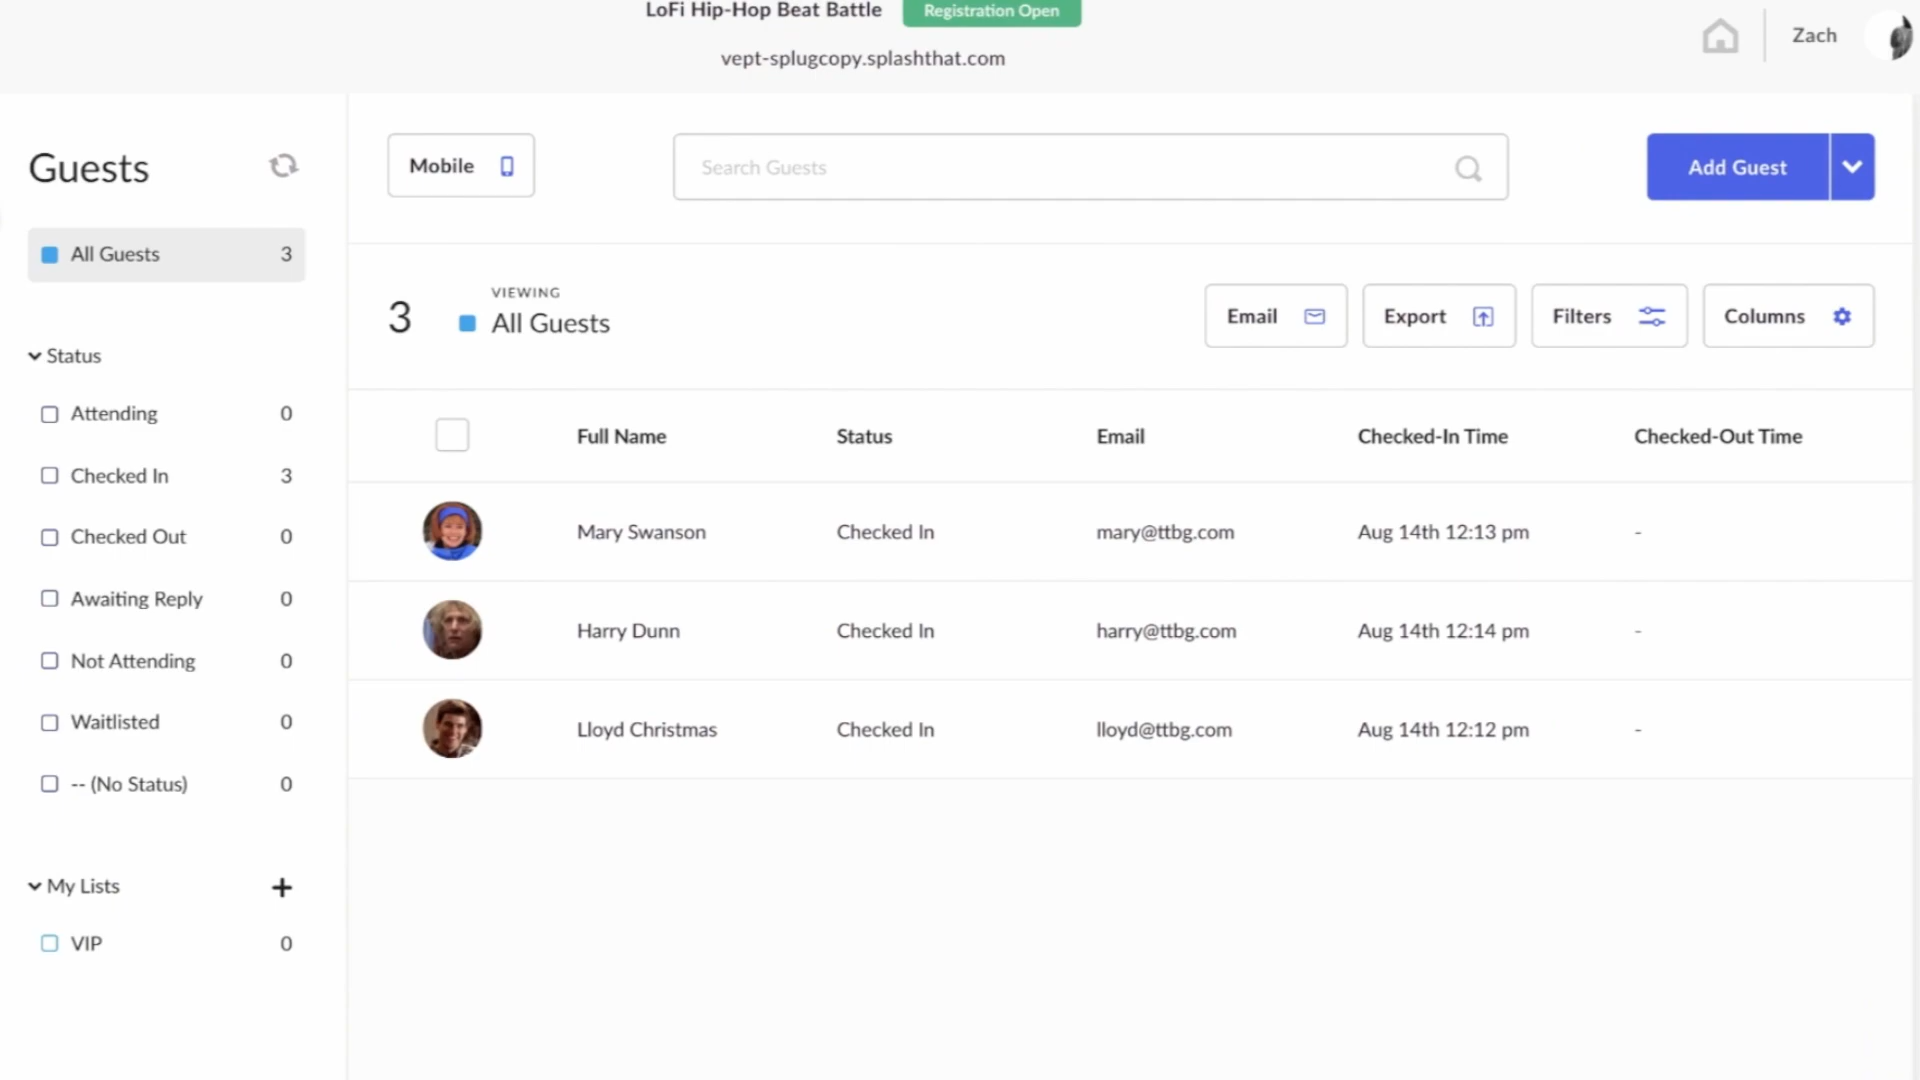 LoFi Hip-Hop Beat Battle Registration Open
vept-splugcopy.splashthat.com
Zach
Guests
Mobile
Search Guests
Add Guest
All Guests 3
3
VIEWING
All Guests
Email
Export
Filters
Columns
Status
Attending 0
Checked In 3
Checked Out 0
Awaiting Reply 0
Not Attending 0
Waitlisted 0
-- (No Status) 0
My Lists +
VIP 0
Full Name Status Email Checked-In Time Checked-Out Time
Mary Swanson Checked In mary@ttbg.com Aug 14th 12:13 pm -
Harry Dunn Checked In harry@ttbg.com Aug 14th 12:14 pm -
Lloyd Christmas Checked In lloyd@ttbg.com Aug 14th 12:12 pm -